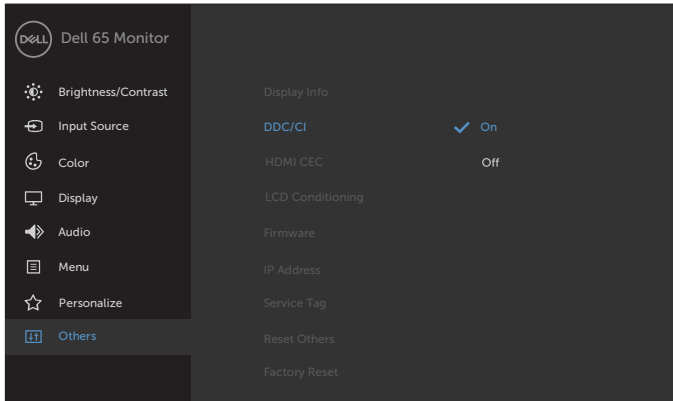 DELL
Dell 65 Monitor
Brightness/Contrast
Input Source
Color
Display
Audio
Menu
Personalize
Others
Display Info
DDC/CI
On
HDMI CEC
Off
LCD Conditioning
Firmware
IP Address
Service Tag
Reset Others
Factory Reset